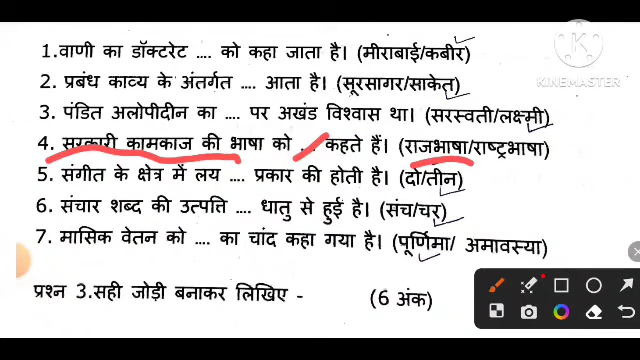 1. वाणी का डॉक्टरेट .... को कहा जाता है। (मीराबाई/कबीर)
2. प्रबंध काव्य के अंतर्गत .... आता है। (सूरसागर/साकेत)
3. पंडित अलोपीदीन का .... पर अखंड विश्वास था। (सरस्वती/लक्ष्मी)
4. सरकारी कामकाज की भाषा को .... कहते हैं। (राजभाषा/राष्ट्रभाषा)
5. संगीत के क्षेत्र में लय .... प्रकार की होती है। (दो/तीन)
6. संचार शब्द की उत्पत्ति .... धातु से हुई है। (संच/चर)
7. मासिक वेतन को .... का चांद कहा गया है। (पूर्णिमा/ अमावस्या)
प्रश्न 3.सही जोड़ी बनाकर लिखिए - (6 अंक)
KINEMASTER